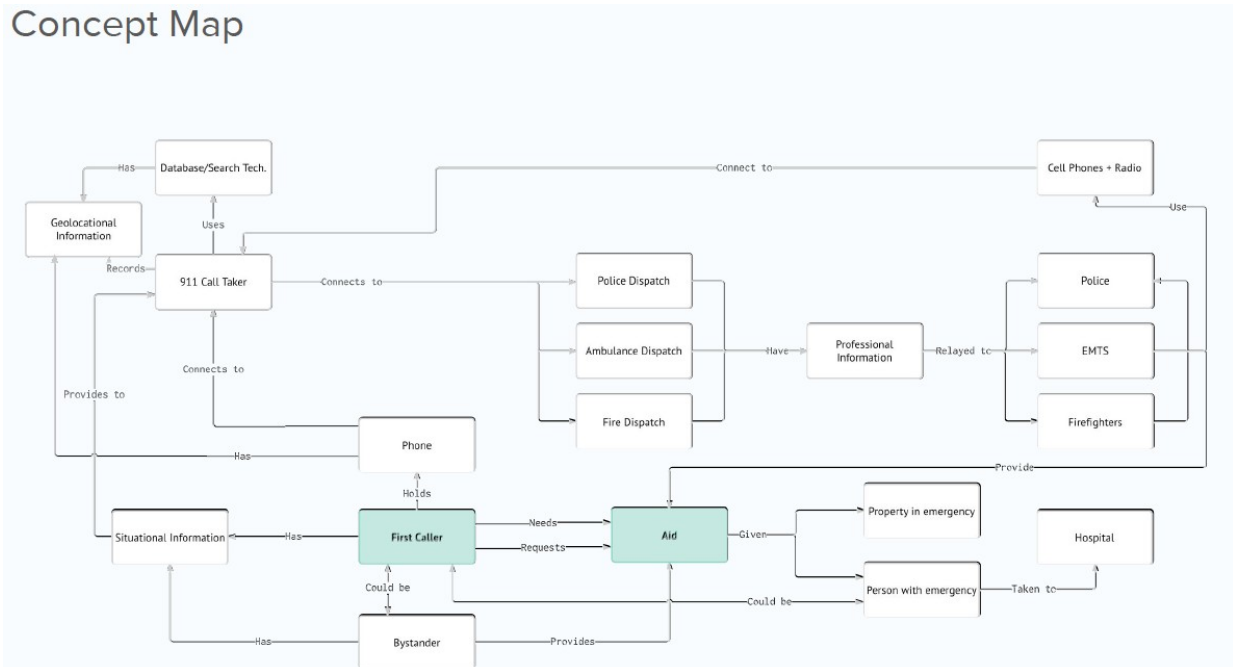 Concept Map
Has
Database/Search Tech.
Connect to
Cell Phones + Radio
Geolocational
Information
Uses
Use
Records
911 Call Taker
Connects to
Police Dispatch
Police
Ambulance Dispatch
Have
Professional
Information
Relayed to
EMTS
Connects to
Provides to
Fire Dispatch
Firefighters
Phone
Has
Provide
Holds
Situational Information
Has
First Caller
Needs
Requests
Aid
Given
Property in emergency
Hospital
Could be
Could be
Person with emergency
Taken to
Has
Bystander
Provides